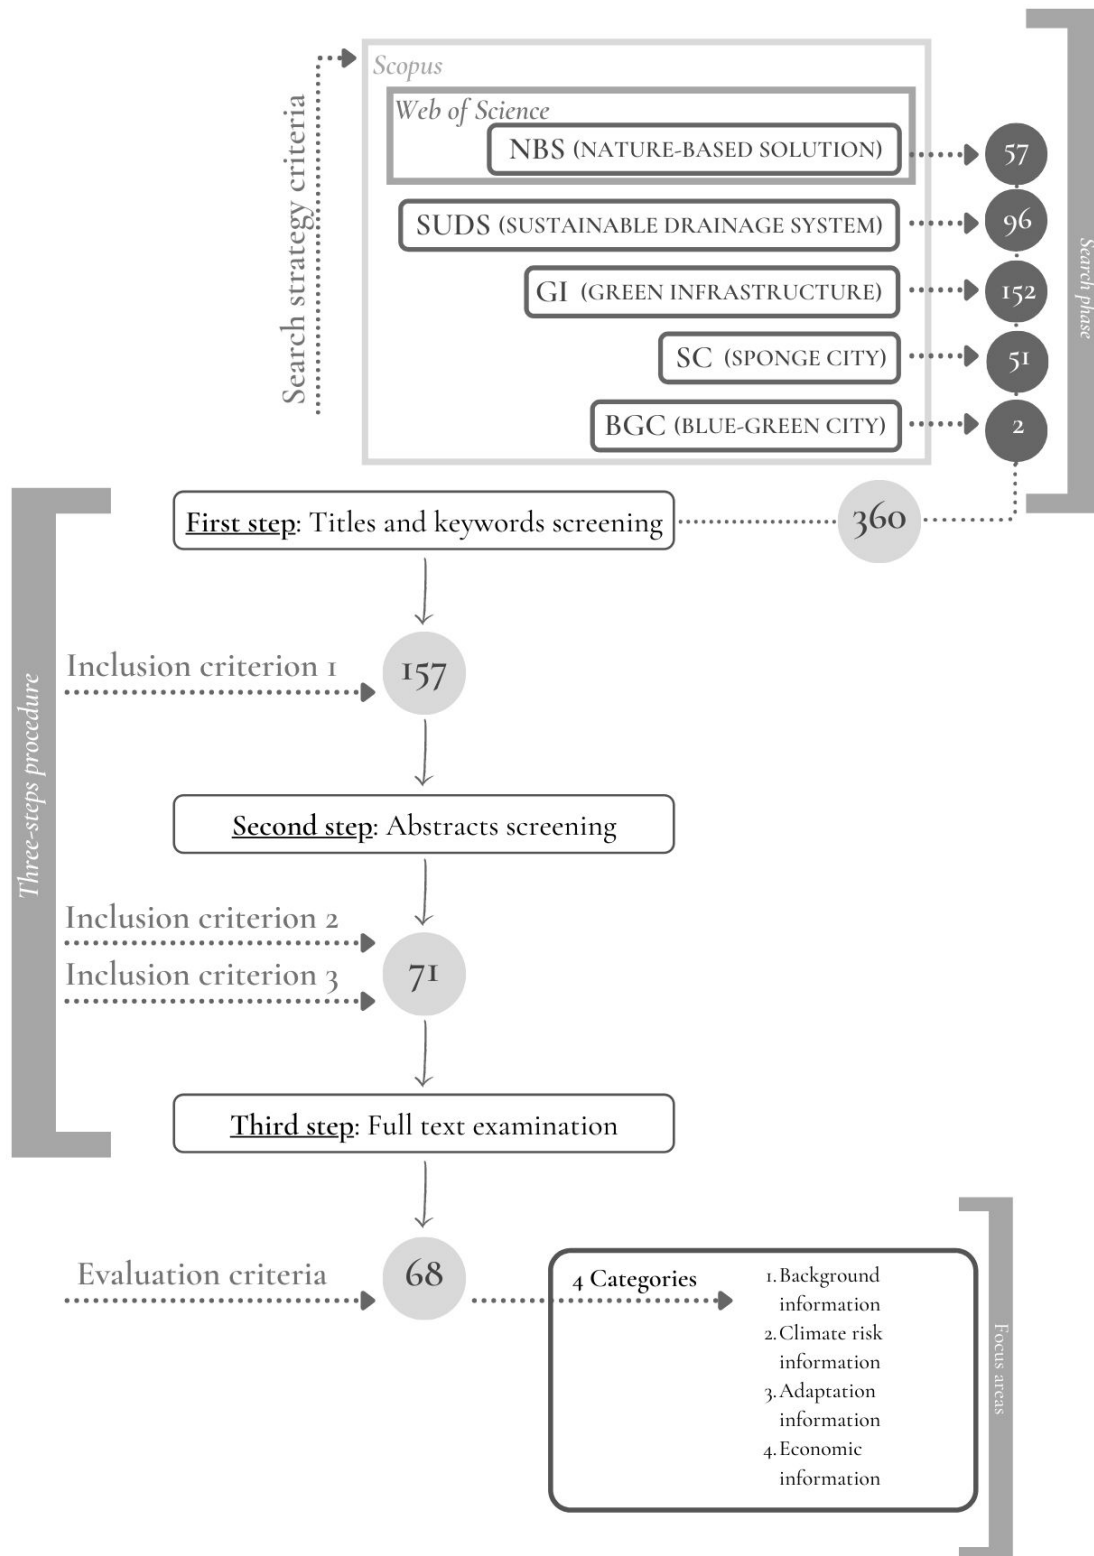 Scopus
Web of Science
NBS (NATURE-BASED SOLUTION)
57
SUDS (SUSTAINABLE DRAINAGE SYSTEM)
96
GI (GREEN INFRASTRUCTURE)
152
SC (SPONGE CITY)
51
BGC (BLUE-GREEN CITY)
2
Search strategy criteria
Search phase
First step: Titles and keywords screening
360
Three-steps procedure
Inclusion criterion 1
157
Second step: Abstracts screening
Inclusion criterion 2
Inclusion criterion 3
71
Third step: Full text examination
Evaluation criteria
68
4 Categories
1. Background
information
2. Climate risk
information
3. Adaptation
information
4. Economic
information
Focus areas